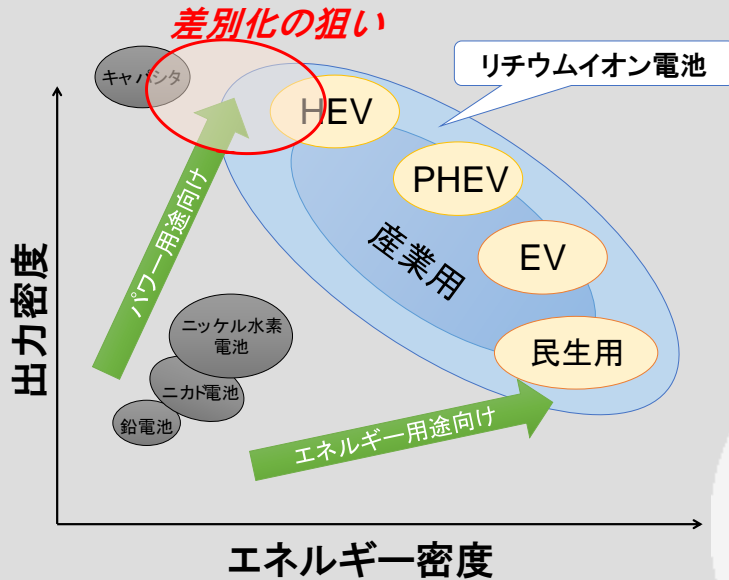 差別化の狙い
キャパシタ
リチウムイオン電池
HEV
PHEV
EV
産業用
民生用
パワー用途向け
ニッケル水素
電池
ニカド電池
鉛電池
エネルギー用途向け
出力密度
エネルギー密度